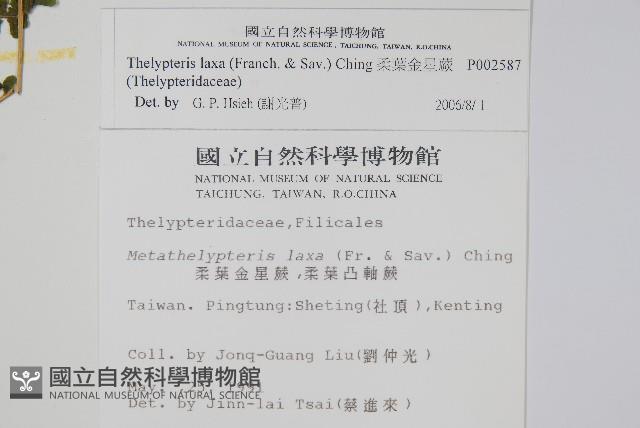 國立自然科學博物館
NATIONAL MUSEUM OF NATURAL SCIENCE, TAICHUNG, TAIWAN, R.O.CHINA
Thelypteris laxa (Franch. & Sav.) Ching 柔葉金星蕨 P002587
(Thelypteridaceae)
Det. by G. P. Hsieh (謝光普) 2006/8/1
國立自然科學博物館
NATIONAL MUSEUM OF NATURAL SCIENCE
TAICHUNG, TAIWAN, R.O.CHINA
Thelypteridaceae,Filicales
Metathelypteris laxa (Fr. & Sav.) Ching
柔葉金星蕨,柔葉凸軸蕨
Taiwan. Pingtung:Sheting(社頂),Kenting
Coll. by Jong-Guang Liu(劉仲光)
國立自然科學博物館
NATIONAL MUSEUM OF NATURAL SCIENCE
1991
Det. by Jinn-lai Tsai(蔡進來)